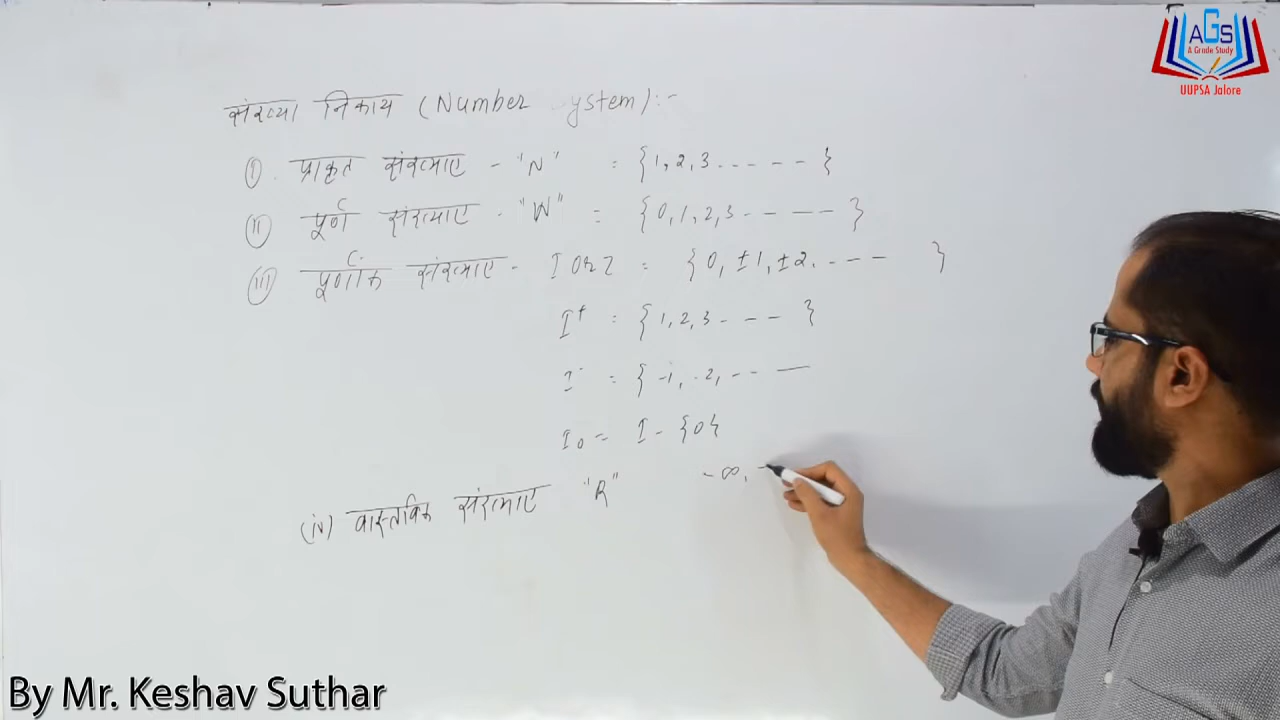 AGS
A Grade Study
UUPSA Jalore
संख्या निकाय (Number System):-
(i) प्राकृत संख्याए - "N" = {1, 2, 3 - - - - - }
(ii) पूर्ण संख्याए - "W" = {0, 1, 2, 3 - - - - - }
(iii) पूर्णांक संख्याए - I or Z = {0, ±1, ±2, - - - }
I⁺ = {1, 2, 3 - - - }
I⁻ = {-1, -2, - - —
I₀ = I - {0}
(iv) वास्तविक संख्याए "R" -∞, -
By Mr. Keshav Suthar